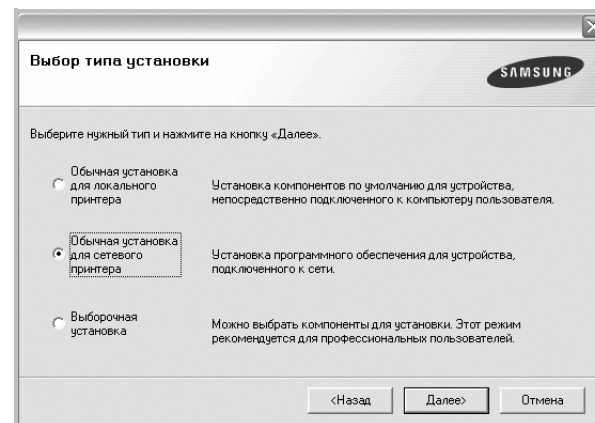 Выбор типа установки
SAMSUNG
Выберите нужный тип и нажмите на кнопку «Далее».
Обычная установка
для локального
принтера
Установка компонентов по умолчанию для устройства,
непосредственно подключенного к компьютеру пользователя.
Обычная установка
для сетевого
принтера
Установка программного обеспечения для устройства,
подключенного к сети.
Выборочная
установка
Можно выбрать компоненты для установки. Этот режим
рекомендуется для профессиональных пользователей.
<Назад
Далее>
Отмена